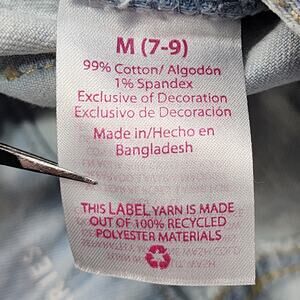 M (7-9)
99% Cotton/ Algodón
1% Spandex
Exclusive of Decoration
Exclusivo de Decoración
Made in/Hecho en
Bangladesh
THIS LABEL YARN IS MADE
OUT OF 100% RECYCLED
POLYESTER MATERIALS